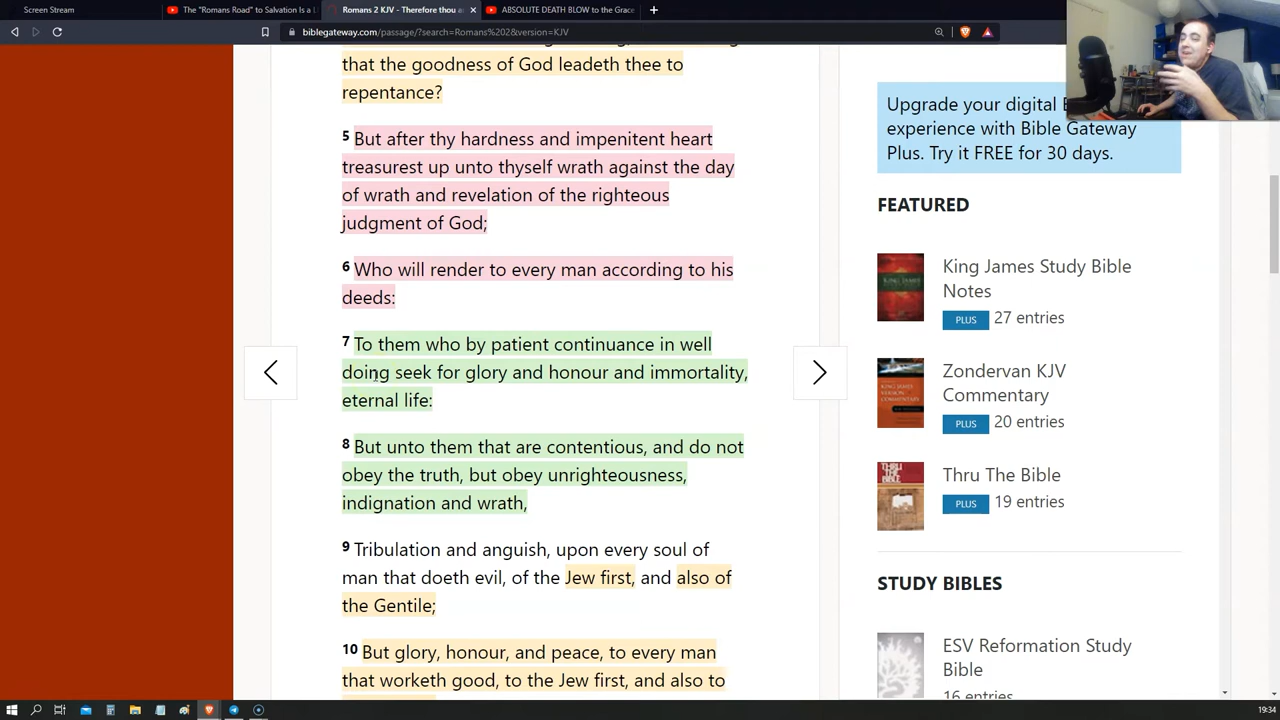 Screen Stream
The "Romans Road" to Salvation Is a L
Romans 2 KJV - Therefore thou a
ABSOLUTE DEATH BLOW to the Grace
biblegateway.com/passage/?search=Romans%202&version=KJV
that the goodness of God leadeth thee to
repentance?
5 But after thy hardness and impenitent heart
treasurest up unto thyself wrath against the day
of wrath and revelation of the righteous
judgment of God;
6 Who will render to every man according to his
deeds:
7 To them who by patient continuance in well
doing seek for glory and honour and immortality,
eternal life:
8 But unto them that are contentious, and do not
obey the truth, but obey unrighteousness,
indignation and wrath,
9 Tribulation and anguish, upon every soul of
man that doeth evil, of the Jew first, and also of
the Gentile;
10 But glory, honour, and peace, to every man
that worketh good, to the Jew first, and also to
Upgrade your digital
experience with Bible Gateway
Plus. Try it FREE for 30 days.
FEATURED
King James Study Bible
Notes
PLUS 27 entries
Zondervan KJV
Commentary
PLUS 20 entries
Thru The Bible
PLUS 19 entries
STUDY BIBLES
ESV Reformation Study
Bible
16 entries
19:34